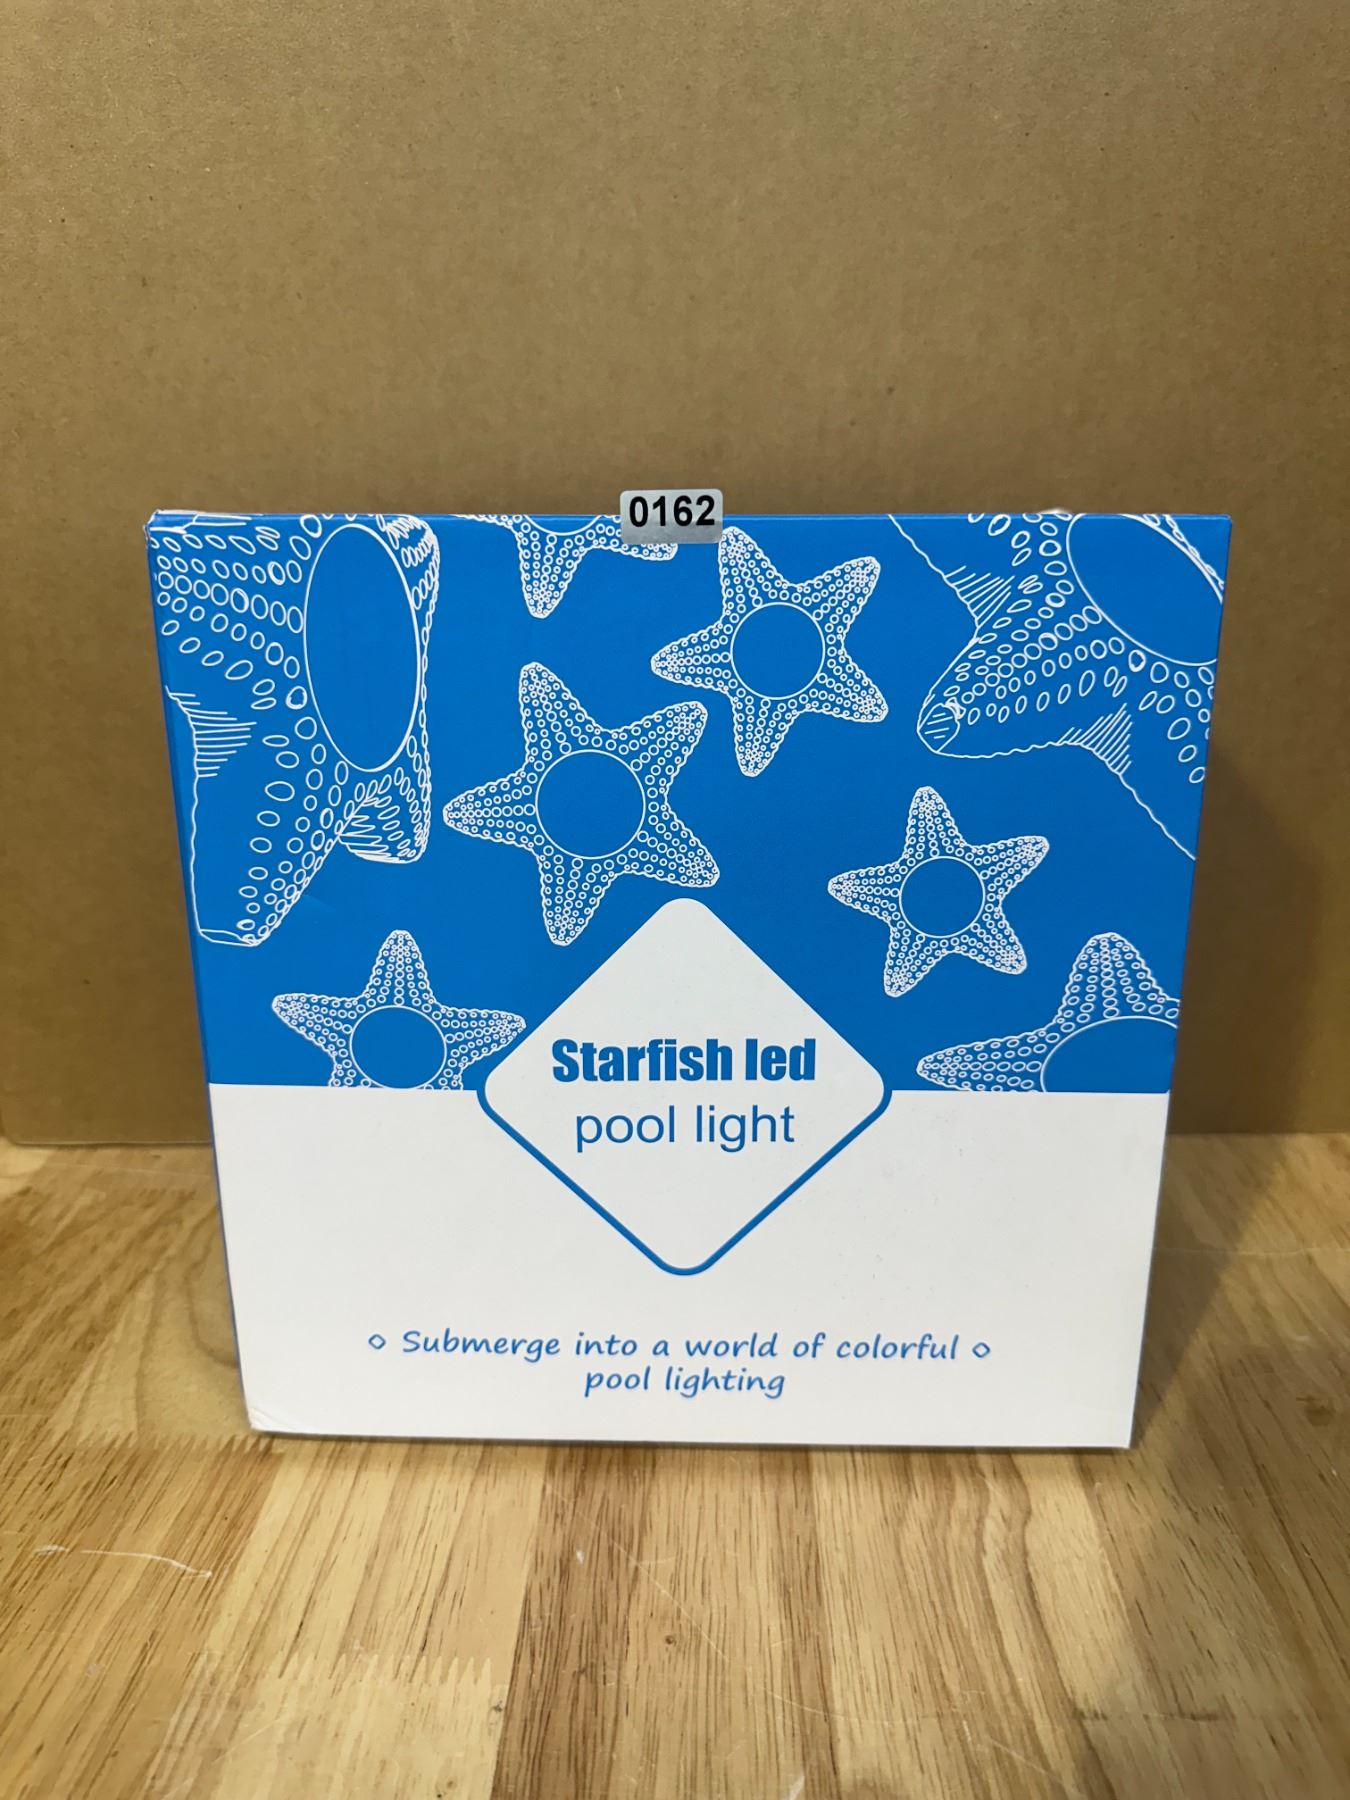 0162
Starfish led
pool light
◇ Submerge into a world of colorful ◇
pool lighting